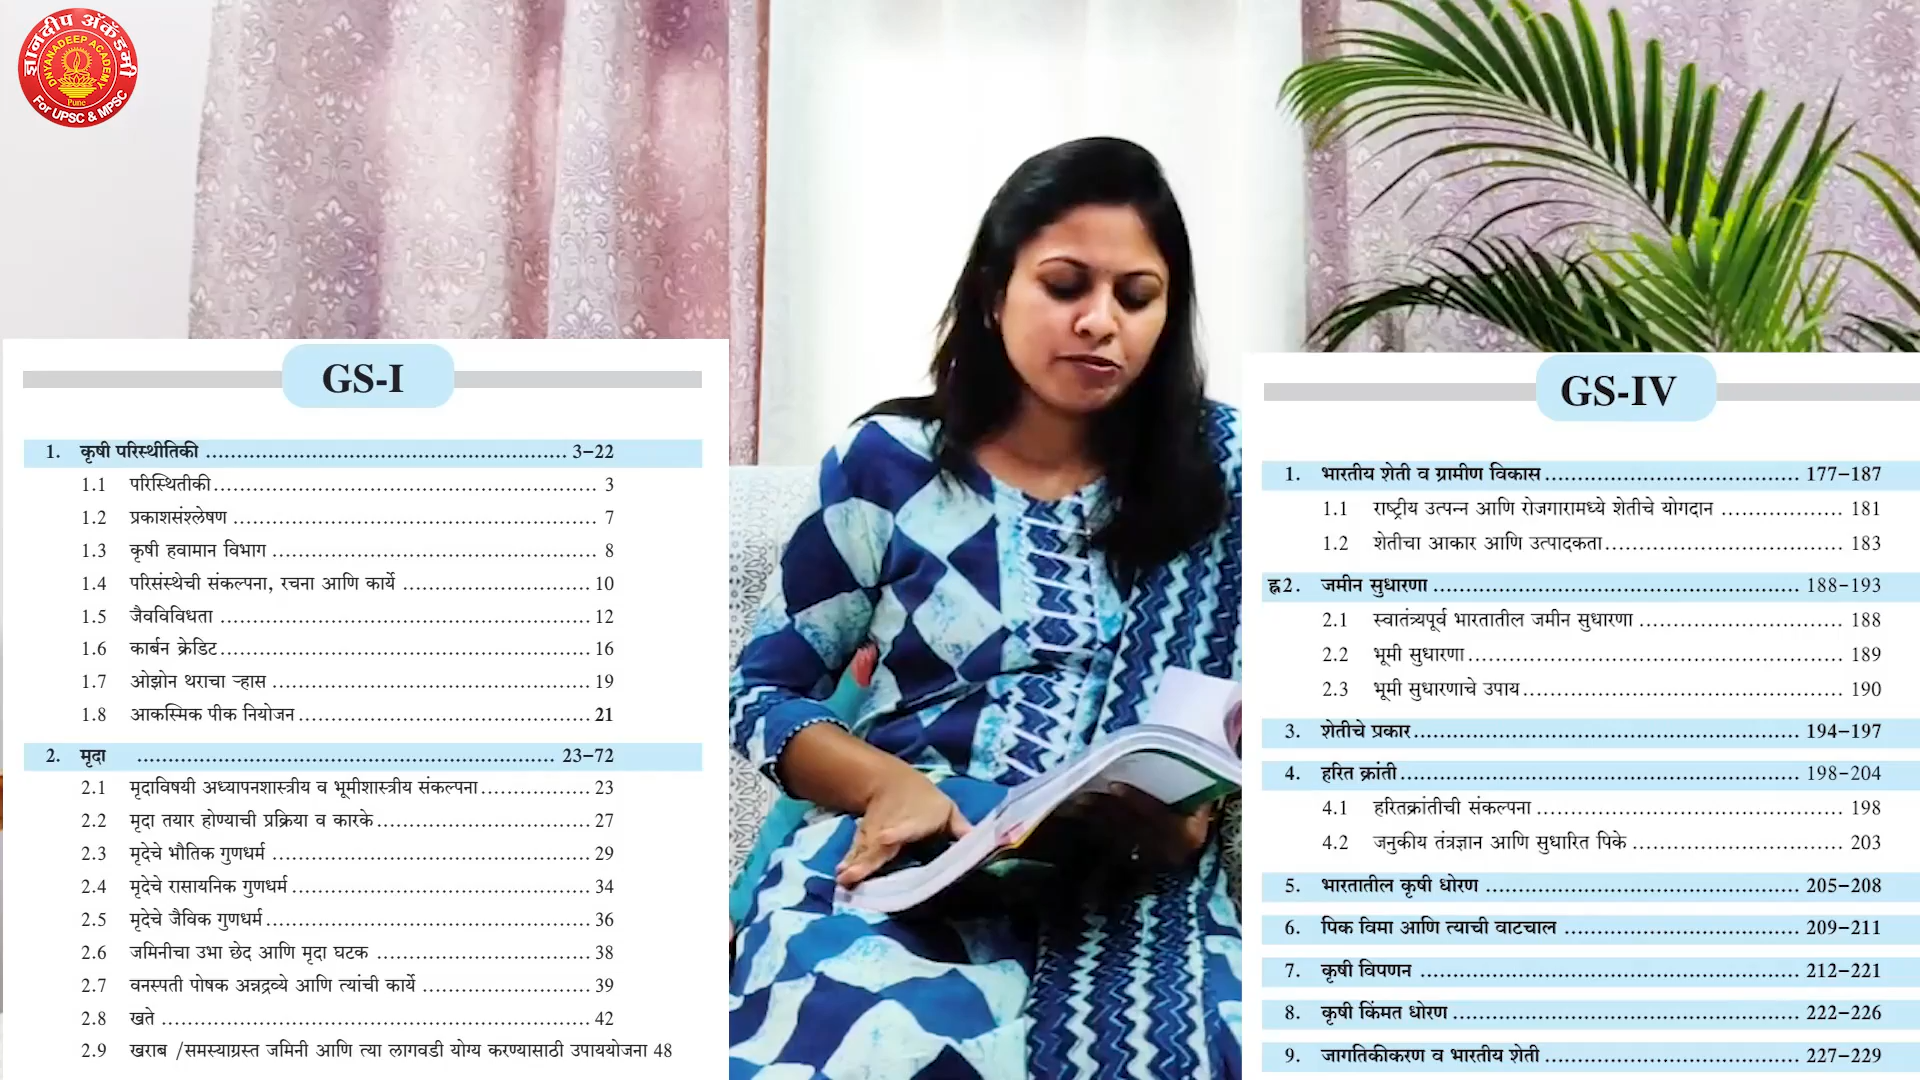 ज्ञानदीप ॲकॅडमी
DNYANADEEP ACADEMY
Pune
For UPSC & MPSC
GS-I
1. कृषी परिस्थीतिकी 3–22
1.1 परिस्थितीकी 3
1.2 प्रकाशसंश्लेषण 7
1.3 कृषी हवामान विभाग 8
1.4 परिसंस्थेची संकल्पना, रचना आणि कार्ये 10
1.5 जैवविविधता 12
1.6 कार्बन क्रेडिट 16
1.7 ओझोन थराचा ऱ्हास 19
1.8 आकस्मिक पीक नियोजन 21
2. मृदा 23–72
2.1 मृदाविषयी अध्यापनशास्त्रीय व भूमीशास्त्रीय संकल्पना 23
2.2 मृदा तयार होण्याची प्रक्रिया व कारके 27
2.3 मृदेचे भौतिक गुणधर्म 29
2.4 मृदेचे रासायनिक गुणधर्म 34
2.5 मृदेचे जैविक गुणधर्म 36
2.6 जमिनीचा उभा छेद आणि मृदा घटक 38
2.7 वनस्पती पोषक अन्नद्रव्ये आणि त्यांची कार्ये 39
2.8 खते 42
2.9 खराब /समस्याग्रस्त जमिनी आणि त्या लागवडी योग्य करण्यासाठी उपाययोजना 48
GS-IV
1. भारतीय शेती व ग्रामीण विकास 177–187
1.1 राष्ट्रीय उत्पन्न आणि रोजगारामध्ये शेतीचे योगदान 181
1.2 शेतीचा आकार आणि उत्पादकता 183
ह्न2. जमीन सुधारणा 188-193
2.1 स्वातंत्र्यपूर्व भारतातील जमीन सुधारणा 188
2.2 भूमी सुधारणा 189
2.3 भूमी सुधारणाचे उपाय 190
3. शेतीचे प्रकार 194–197
4. हरित क्रांती 198-204
4.1 हरितक्रांतीची संकल्पना 198
4.2 जनुकीय तंत्रज्ञान आणि सुधारित पिके 203
5. भारतातील कृषी धोरण 205–208
6. पिक विमा आणि त्याची वाटचाल 209–211
7. कृषी विपणन 212–221
8. कृषी किंमत धोरण 222–226
9. जागतिकीकरण व भारतीय शेती 227–229